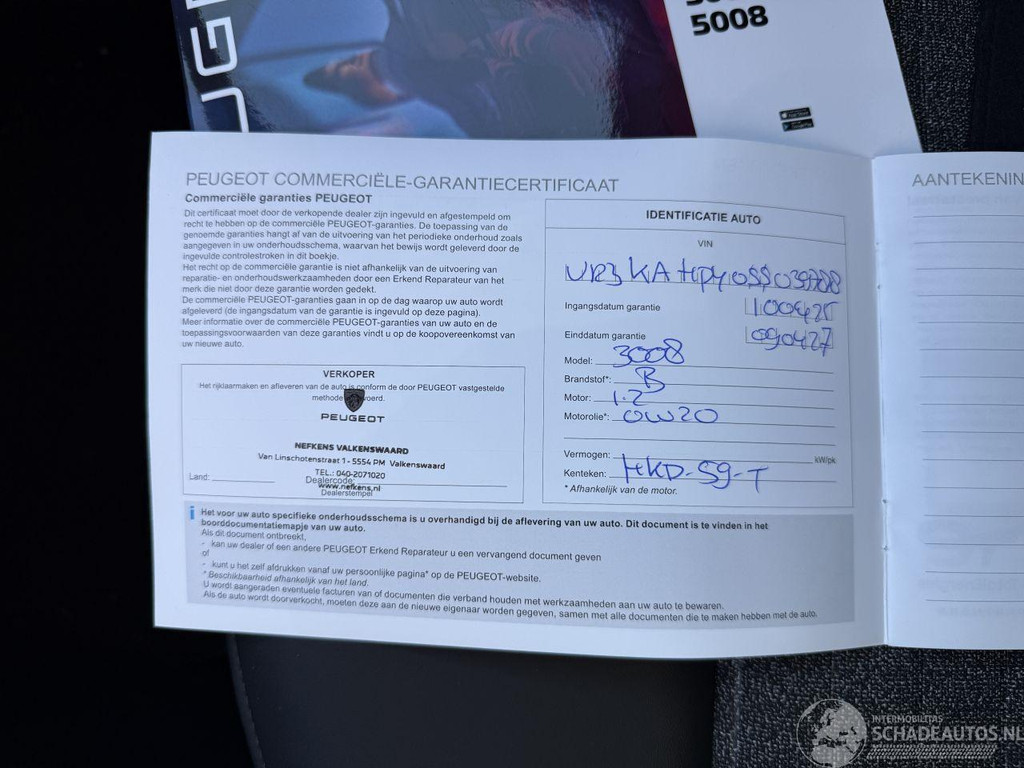 5008
PEUGEOT COMMERCIËLE-GARANTIECERTIFICAAT
Commerciële garanties PEUGEOT
Dit certificaat moet door de verkopende dealer zijn ingevuld en afgestempeld om
recht te hebben op de commerciële PEUGEOT-garanties. De toepassing van de
genoemde garanties hangt af van de uitvoering van het periodieke onderhoud zoals
aangegeven in uw onderhoudsschema, waarvan het bewijs wordt geleverd door de
ingevulde controlestroken in dit boekje.
Het recht op de commerciële garantie is niet afhankelijk van de uitvoering van
reparatie- en onderhoudswerkzaamheden door een Erkend Reparateur van het
merk die niet door deze garantie worden gedekt.
De commerciële PEUGEOT-garanties gaan in op de dag waarop uw auto wordt
afgeleverd (de ingangsdatum van de garantie is ingevuld op deze pagina).
Meer informatie over de commerciële PEUGEOT-garanties van uw auto en de
toepassingsvoorwaarden van deze garanties vindt u op de koopovereenkomst van
uw nieuwe auto.
VERKOPER
Het rijklaarmaken en afleveren van de auto is conform de door PEUGEOT vastgestelde
methode
PEUGEOT
NEFKENS VALKENSWAARD
Van Linschotenstraat 1 - 5554 PM Valkenswaard
TEL.: 040-2071020
Land: Dealercode:
www.nefkens.nl
Dealerstempel
IDENTIFICATIE AUTO
VIN
Ingangsdatum garantie 100425
Einddatum garantie 090427
Model: 3008
Brandstof*: B
Motor: 1.2
Motorolie*: 0W20
Vermogen: kW/pk
Kenteken: HKD-59-T
* Afhankelijk van de motor.
i Het voor uw auto specifieke onderhoudsschema is u overhandigd bij de aflevering van uw auto. Dit document is te vinden in het
boorddocumentatiemapje van uw auto.
Als dit document ontbreekt,
- kan uw dealer of een andere PEUGEOT Erkend Reparateur u een vervangend document geven
of
- kunt u het zelf afdrukken vanaf uw persoonlijke pagina* op de PEUGEOT-website.
* Beschikbaarheid afhankelijk van het land.
U wordt aangeraden eventuele facturen van of documenten die verband houden met werkzaamheden aan uw auto te bewaren.
Als de auto wordt doorverkocht, moeten deze aan de nieuwe eigenaar worden gegeven, samen met alle documenten die te maken hebben met de auto.
AANTEKENIN
INTERMOBILITAS
SCHADEAUTOS.NL